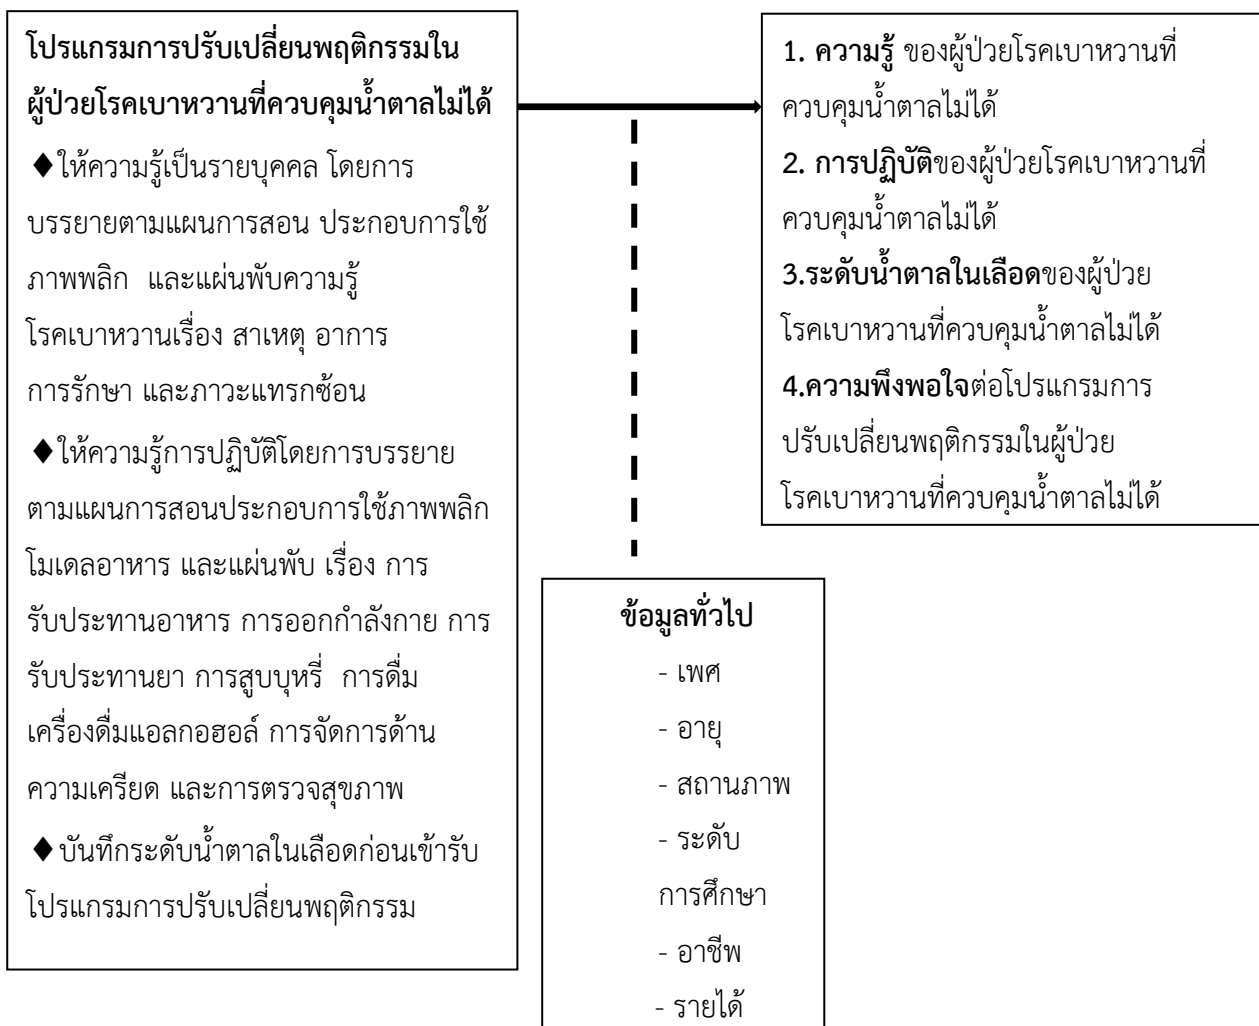 โปรแกรมการปรับเปลี่ยนพฤติกรรมใน
ผู้ป่วยโรคเบาหวานที่ควบคุมน้ำตาลไม่ได้
♦ให้ความรู้เป็นรายบุคคล โดยการ
บรรยายตามแผนการสอน ประกอบการใช้
ภาพพลิก และแผ่นพับความรู้
โรคเบาหวานเรื่อง สาเหตุ อาการ
การรักษา และภาวะแทรกซ้อน
♦ให้ความรู้การปฏิบัติโดยการบรรยาย
ตามแผนการสอนประกอบการใช้ภาพพลิก
โมเดลอาหาร และแผ่นพับ เรื่อง การ
รับประทานอาหาร การออกกำลังกาย การ
รับประทานยา การสูบบุหรี่ การดื่ม
เครื่องดื่มแอลกอฮอล์ การจัดการด้าน
ความเครียด และการตรวจสุขภาพ
♦บันทึกระดับน้ำตาลในเลือดก่อนเข้ารับ
โปรแกรมการปรับเปลี่ยนพฤติกรรม
1. ความรู้ ของผู้ป่วยโรคเบาหวานที่
ควบคุมน้ำตาลไม่ได้
2. การปฏิบัติของผู้ป่วยโรคเบาหวานที่
ควบคุมน้ำตาลไม่ได้
3.ระดับน้ำตาลในเลือดของผู้ป่วย
โรคเบาหวานที่ควบคุมน้ำตาลไม่ได้
4.ความพึงพอใจต่อโปรแกรมการ
ปรับเปลี่ยนพฤติกรรมในผู้ป่วย
โรคเบาหวานที่ควบคุมน้ำตาลไม่ได้
ข้อมูลทั่วไป
- เพศ
- อายุ
- สถานภาพ
- ระดับ
การศึกษา
- อาชีพ
- รายได้